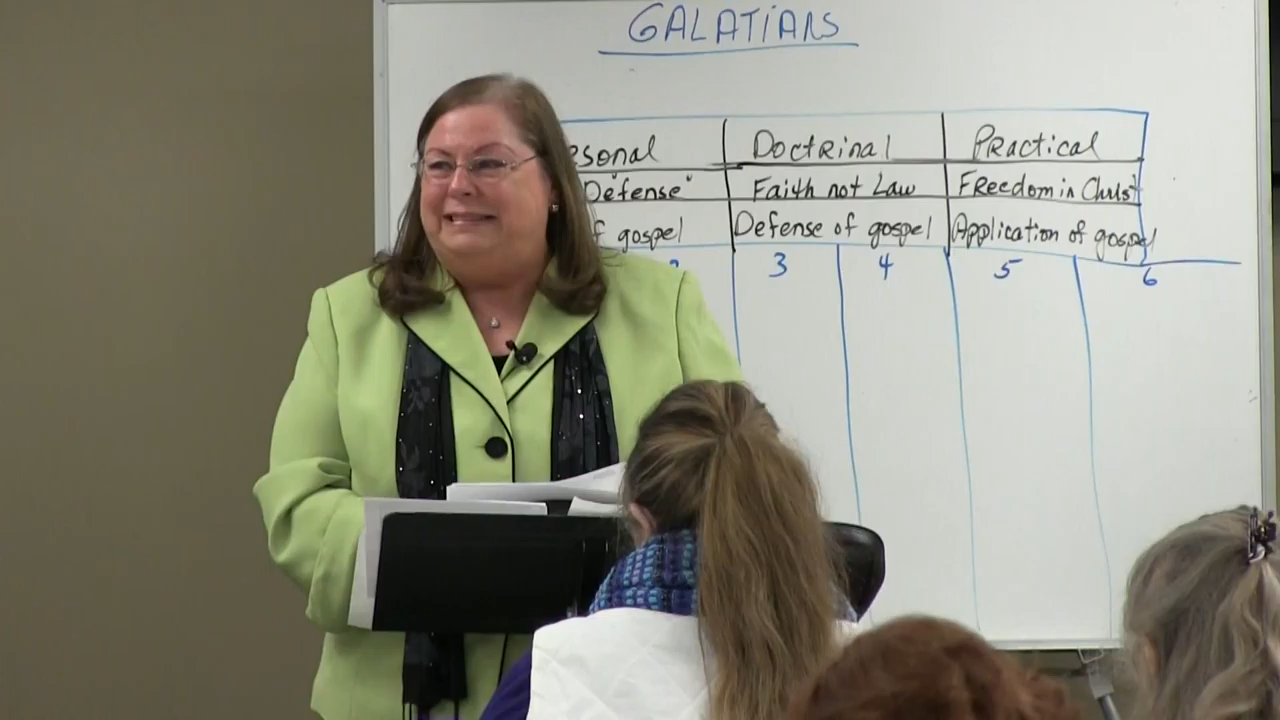 GALATIANS
Doctrinal Practical
"Defense" Faith not Law Freedom in Christ
gospel Defense of gospel Application of gospel
3 4 5 6